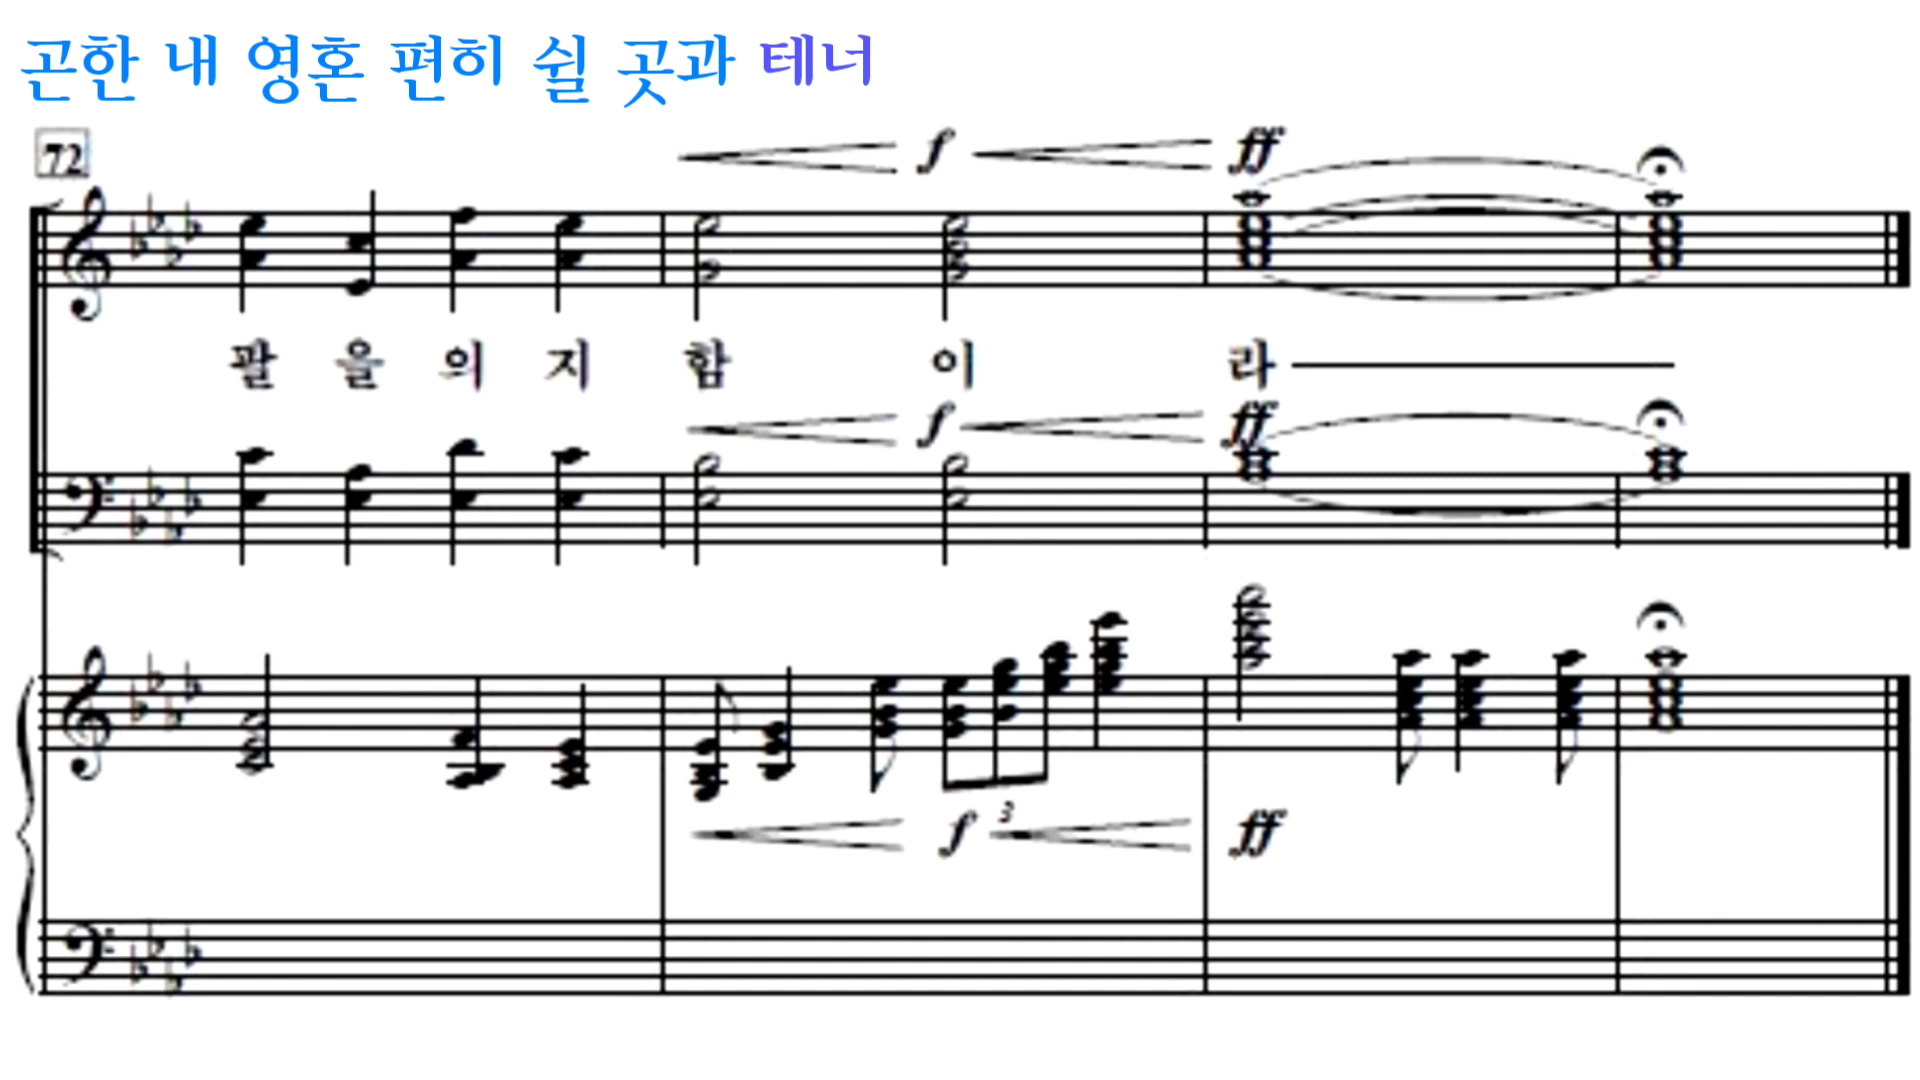 곤한 내 영혼 편히 쉴 곳과 테너
72
f ff
팔 을 의 지 함 이 라
f ff
3
f ff